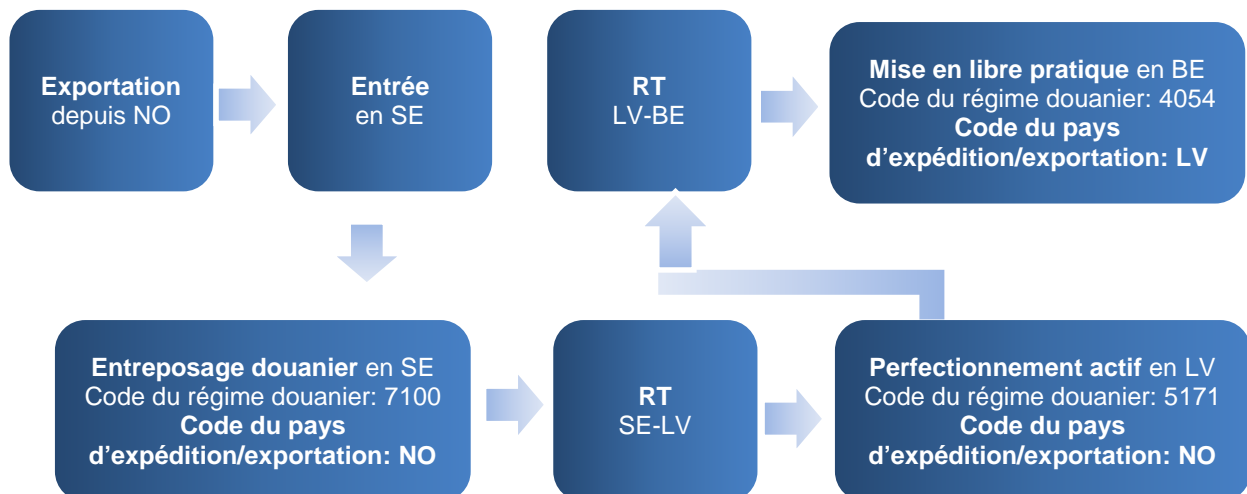 Exportation
depuis NO
Entrée
en SE
Entreposage douanier en SE
Code du régime douanier: 7100
Code du pays
d'expédition/exportation: NO
RT
SE-LV
Perfectionnement actif en LV
Code du régime douanier: 5171
Code du pays
d'expédition/exportation: NO
RT
LV-BE
Mise en libre pratique en BE
Code du régime douanier: 4054
Code du pays
d'expédition/exportation: LV